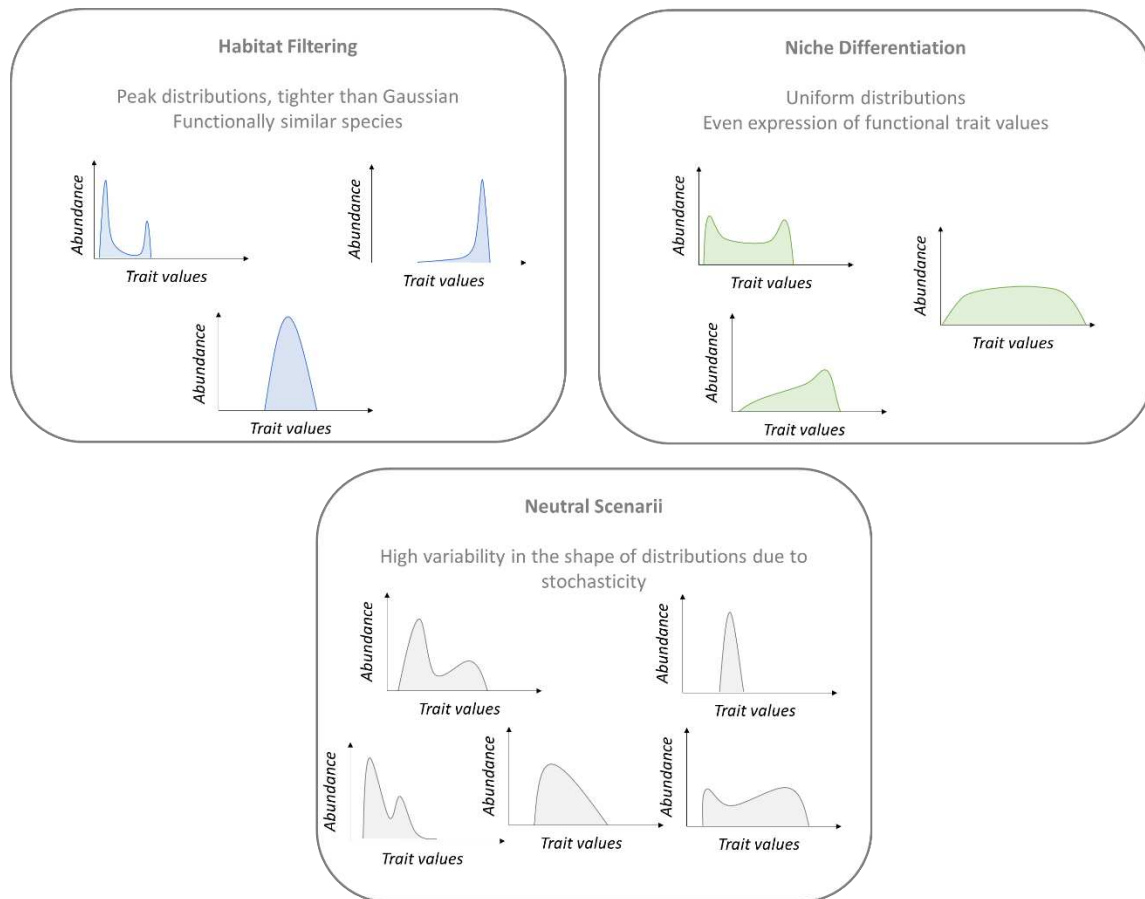 Habitat Filtering
Peak distributions, tighter than Gaussian
Functionally similar species
Abundance
Trait values
Abundance
Trait values
Abundance
Trait values
Niche Differentiation
Uniform distributions
Even expression of functional trait values
Abundance
Trait values
Abundance
Trait values
Abundance
Trait values
Neutral Scenarii
High variability in the shape of distributions due to
stochasticity
Abundance
Trait values
Abundance
Trait values
Abundance
Trait values
Abundance
Trait values
Abundance
Trait values